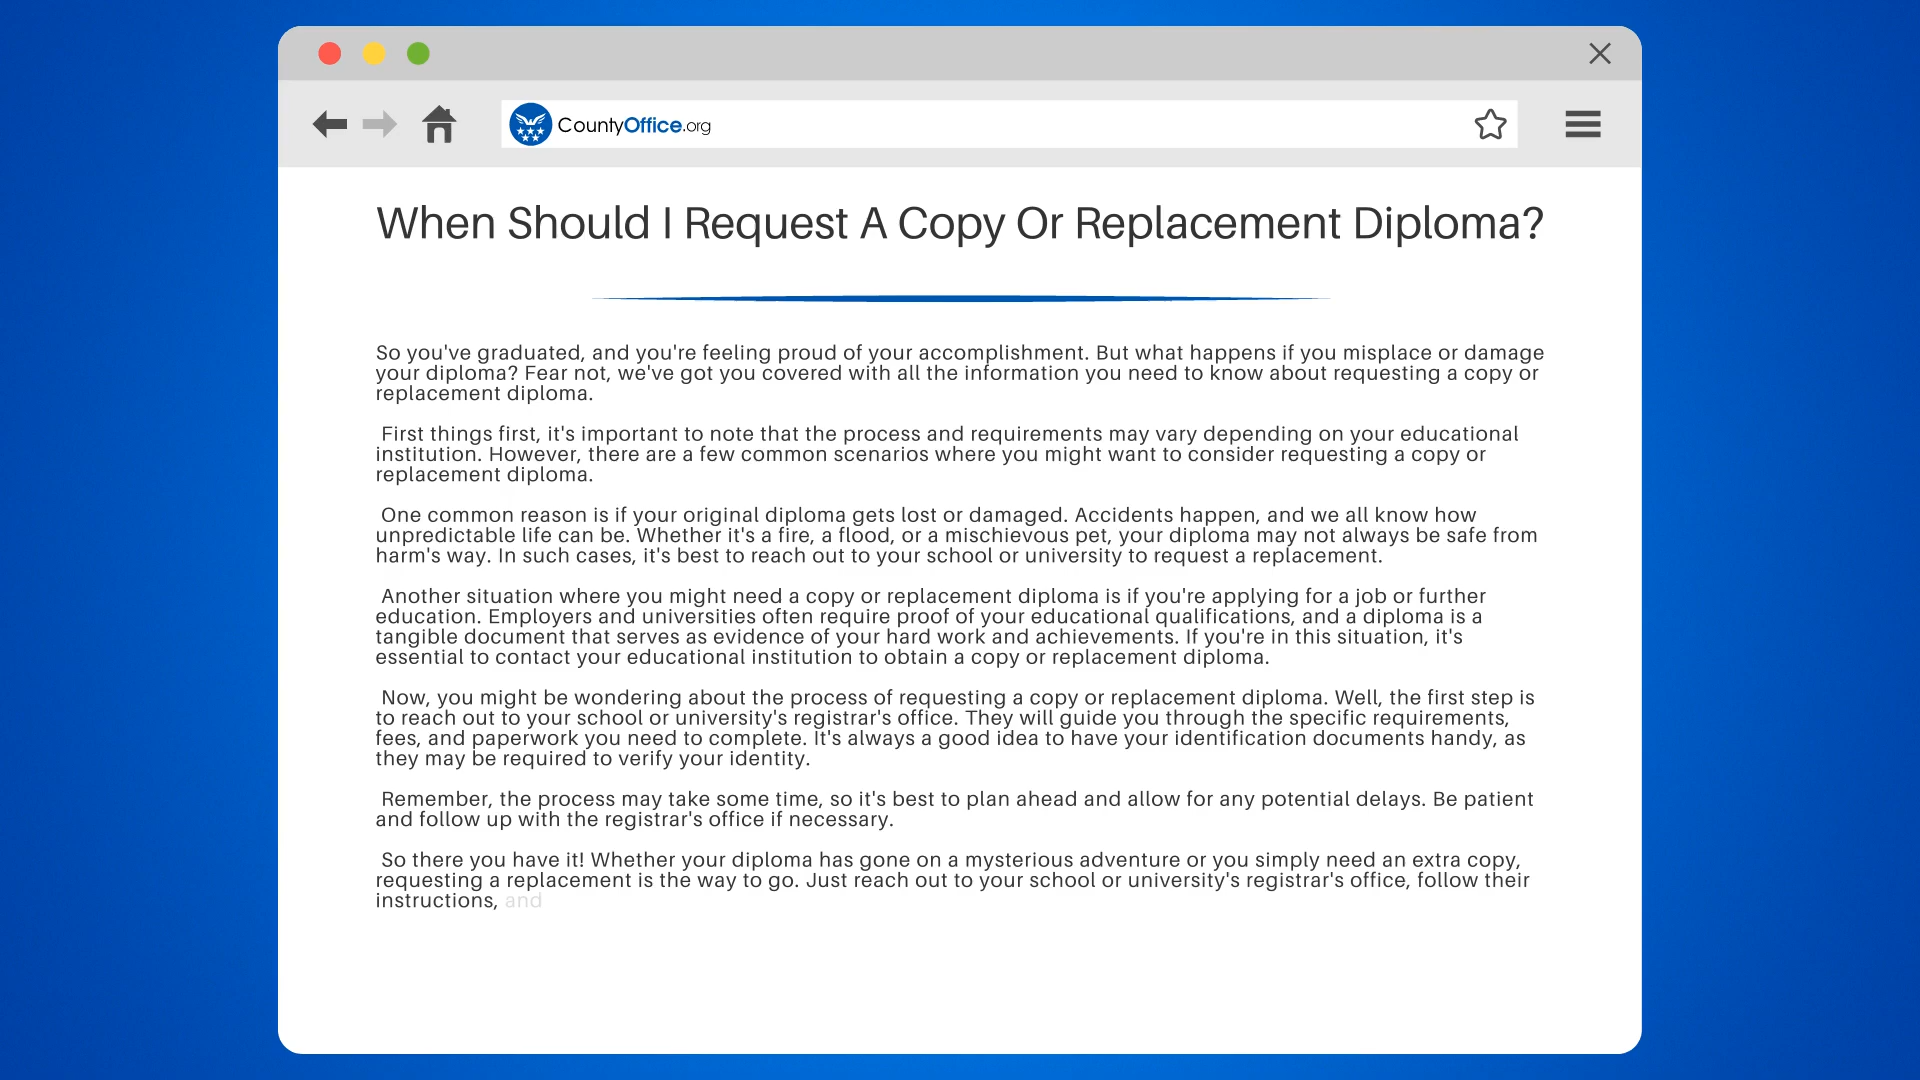 CountyOffice.org
When Should I Request A Copy Or Replacement Diploma?
So you've graduated, and you're feeling proud of your accomplishment. But what happens if you misplace or damage
your diploma? Fear not, we've got you covered with all the information you need to know about requesting a copy or
replacement diploma.
First things first, it's important to note that the process and requirements may vary depending on your educational
institution. However, there are a few common scenarios where you might want to consider requesting a copy or
replacement diploma.
One common reason is if your original diploma gets lost or damaged. Accidents happen, and we all know how
unpredictable life can be. Whether it's a fire, a flood, or a mischievous pet, your diploma may not always be safe from
harm's way. In such cases, it's best to reach out to your school or university to request a replacement.
Another situation where you might need a copy or replacement diploma is if you're applying for a job or further
education. Employers and universities often require proof of your educational qualifications, and a diploma is a
tangible document that serves as evidence of your hard work and achievements. If you're in this situation, it's
essential to contact your educational institution to obtain a copy or replacement diploma.
Now, you might be wondering about the process of requesting a copy or replacement diploma. Well, the first step is
to reach out to your school or university's registrar's office. They will guide you through the specific requirements,
fees, and paperwork you need to complete. It's always a good idea to have your identification documents handy, as
they may be required to verify your identity.
Remember, the process may take some time, so it's best to plan ahead and allow for any potential delays. Be patient
and follow up with the registrar's office if necessary.
So there you have it! Whether your diploma has gone on a mysterious adventure or you simply need an extra copy,
requesting a replacement is the way to go. Just reach out to your school or university's registrar's office, follow their
instructions, and